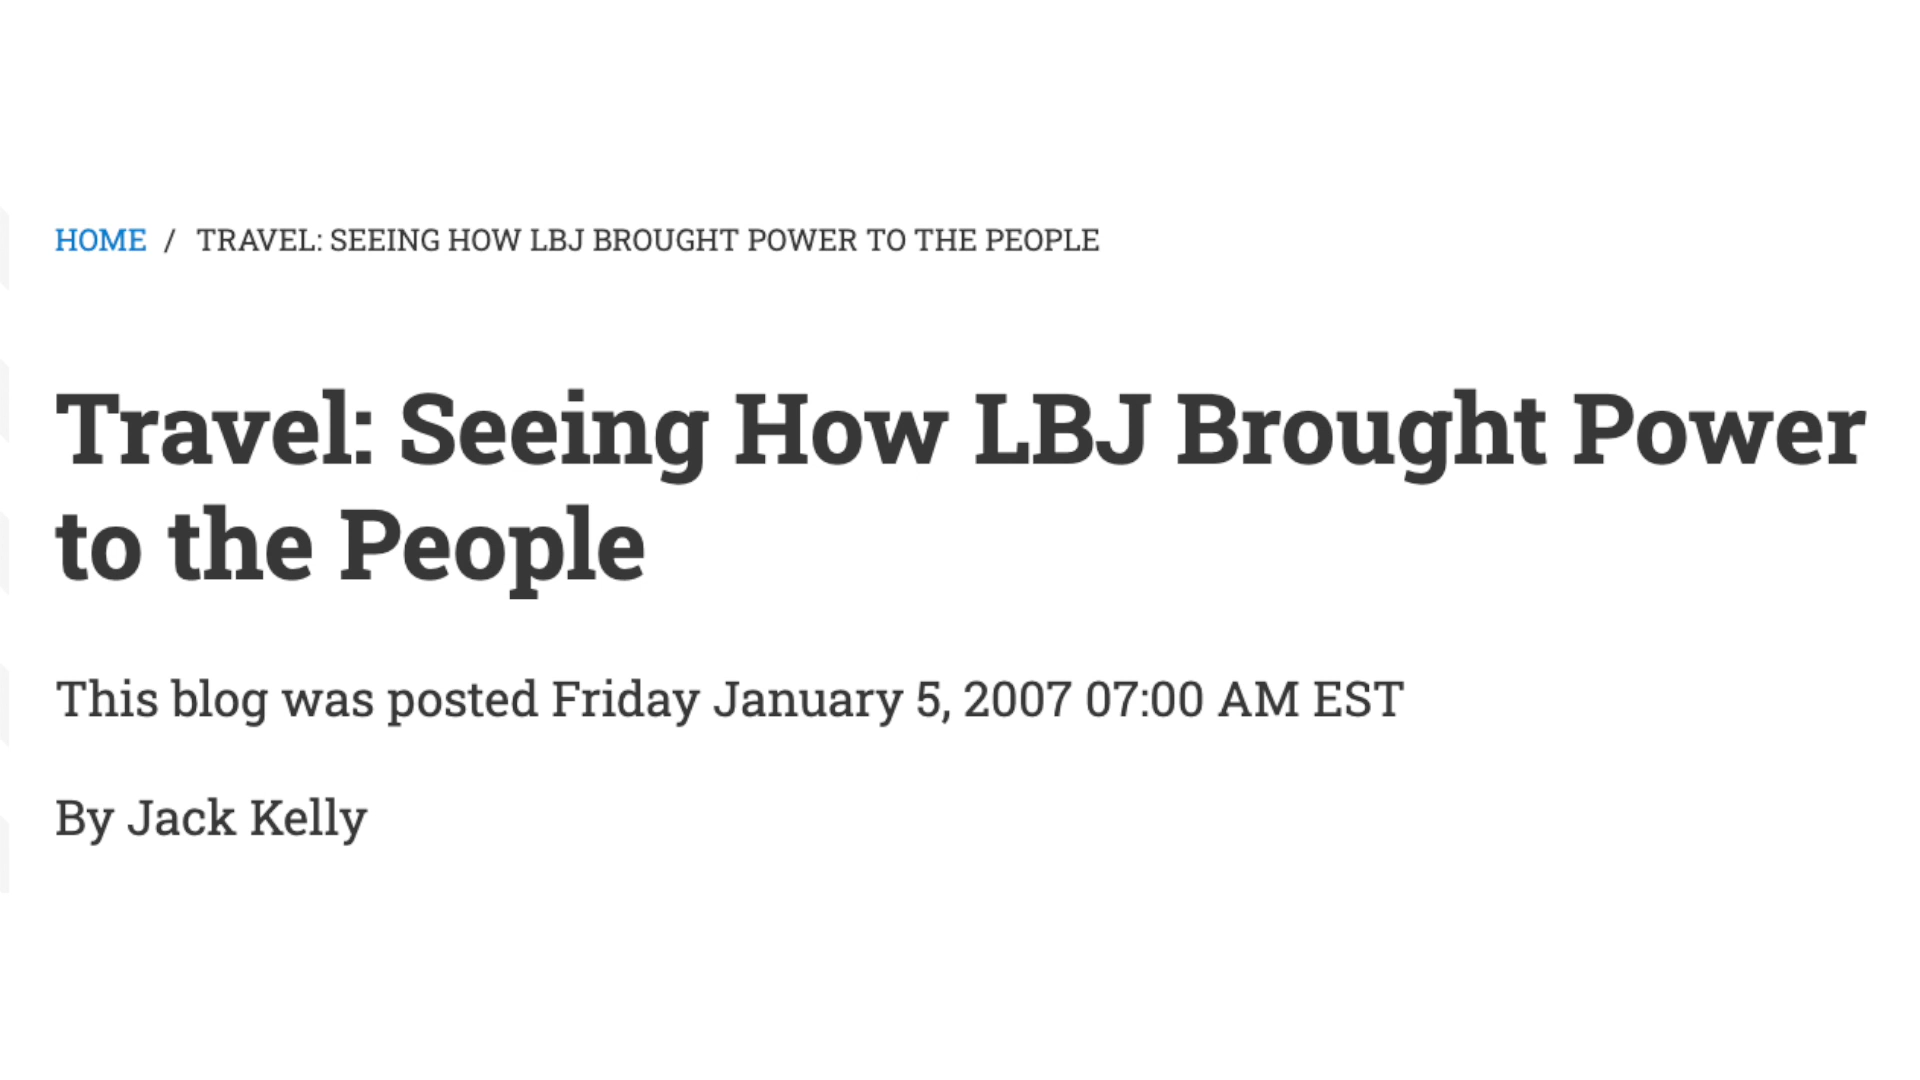 HOME / TRAVEL: SEEING HOW LBJ BROUGHT POWER TO THE PEOPLE
Travel: Seeing How LBJ Brought Power
to the People
This blog was posted Friday January 5, 2007 07:00 AM EST
By Jack Kelly